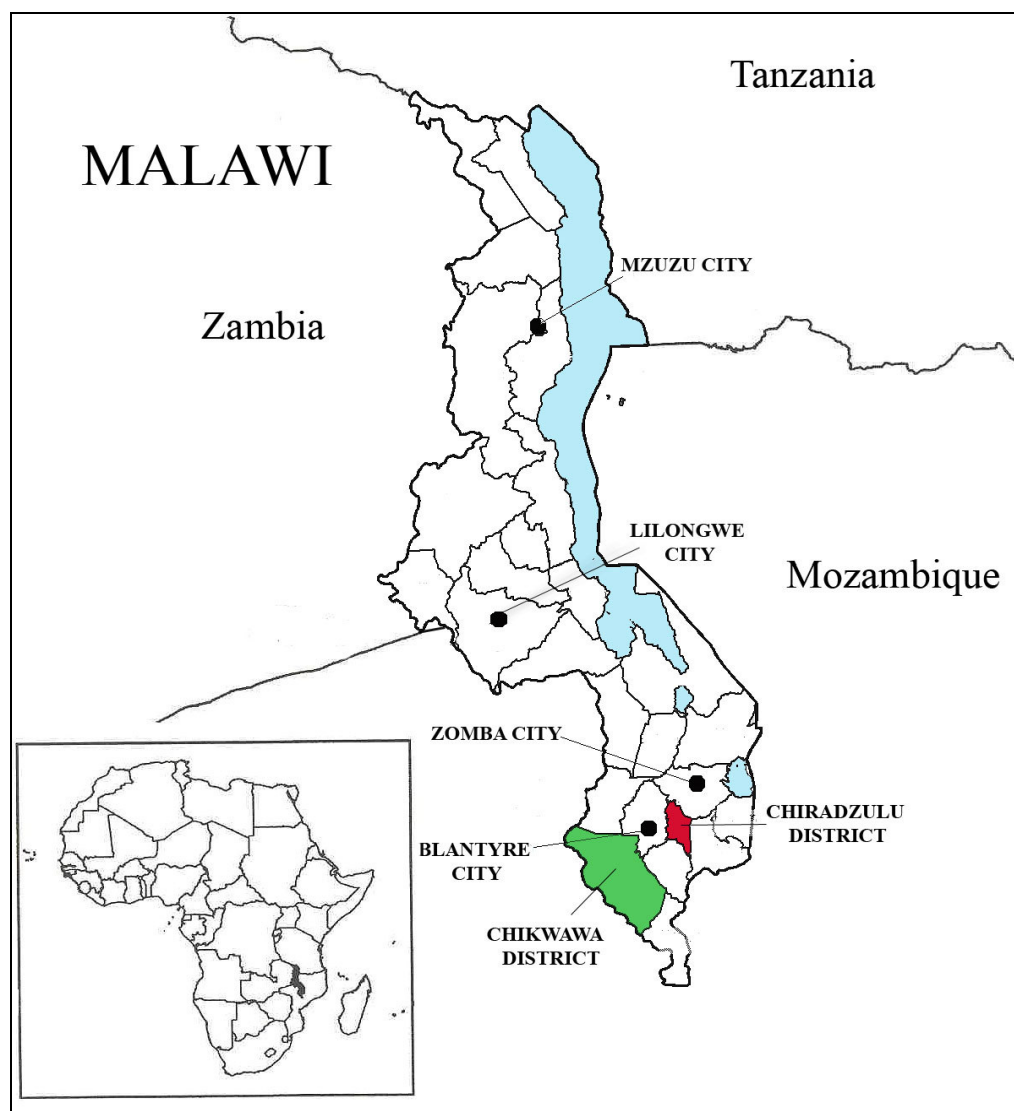 Tanzania
MALAWI
MZUZU CITY
Zambia
LILONGWE
CITY
Mozambique
ZOMBA CITY
CHIRADZULU
DISTRICT
BLANTYRE
CITY
CHIKWAWA
DISTRICT